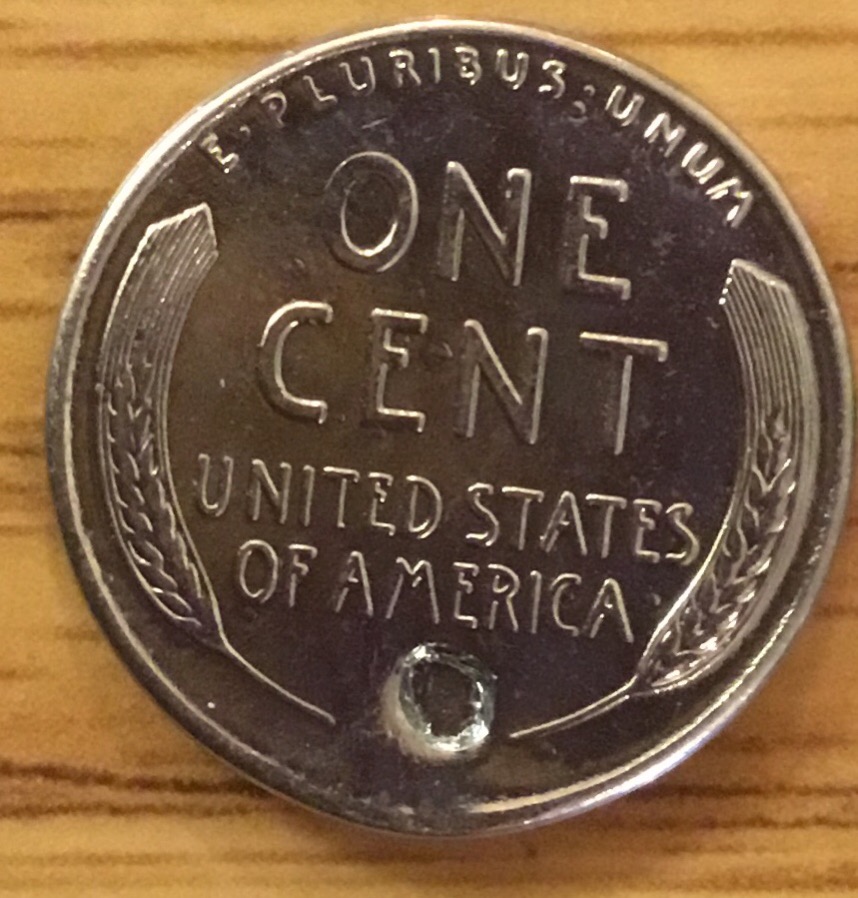 E·PLURIBUS·UNUM
ONE
CENT
UNITED STATES
OF AMERICA